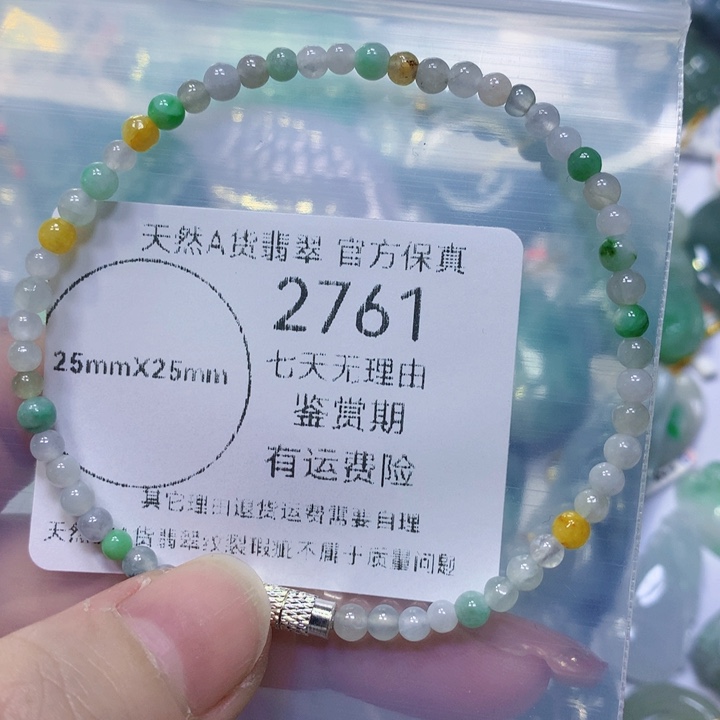 天然A货翡翠 官方保真
2761
25mmX25mm
七天无理由
鉴赏期
有运费险
其它理由退货运费需要自理
天然A货翡翠纹裂瑕疵不属于质量问题